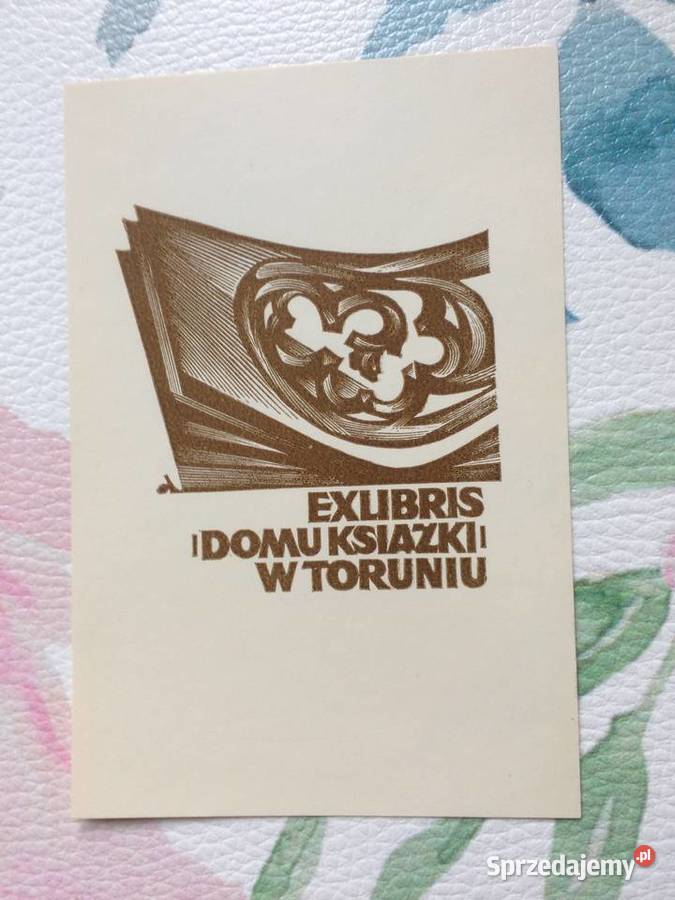 EXLIBRIS
DOMU KSIAZKI
W TORUNIU
Sprzedajemy.pl